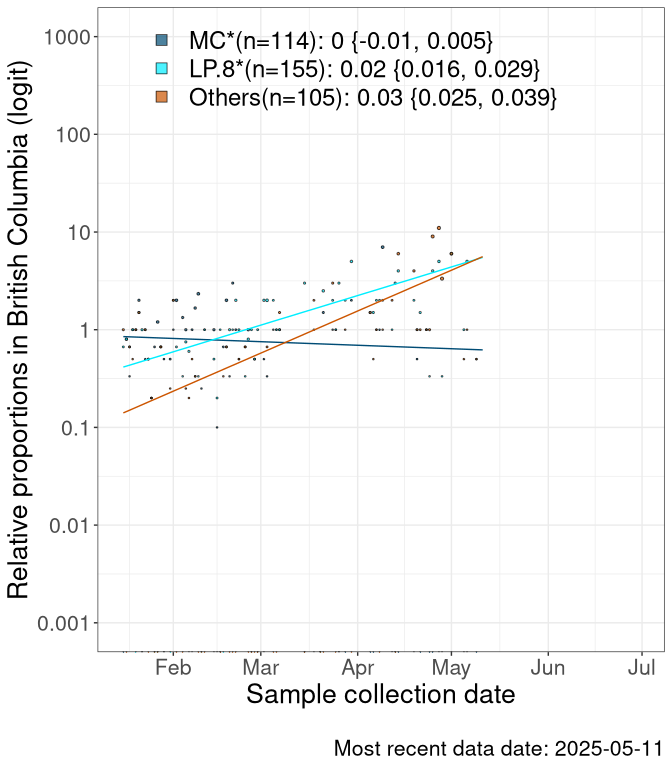 MC*(n=114): 0 {-0.01, 0.005}
LP.8*(n=155): 0.02 {0.016, 0.029}
Others(n=105): 0.03 {0.025, 0.039}
Relative proportions in British Columbia (logit)
1000
100
10
1
0.1
0.01
0.001
Feb Mar Apr May Jun Jul
Sample collection date
Most recent data date: 2025-05-11